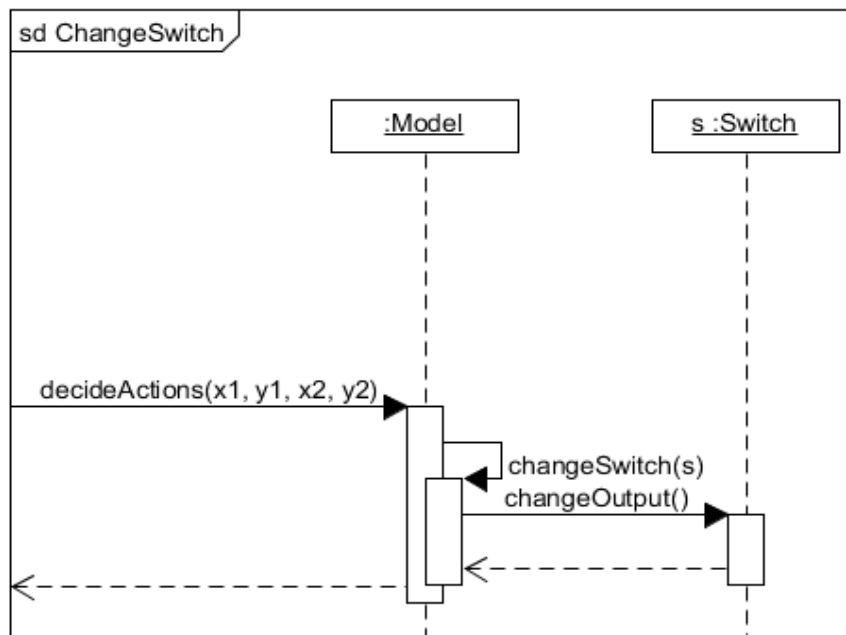 sd ChangeSwitch
:Model
s :Switch
decideActions(x1, y1, x2, y2)
changeSwitch(s)
changeOutput()